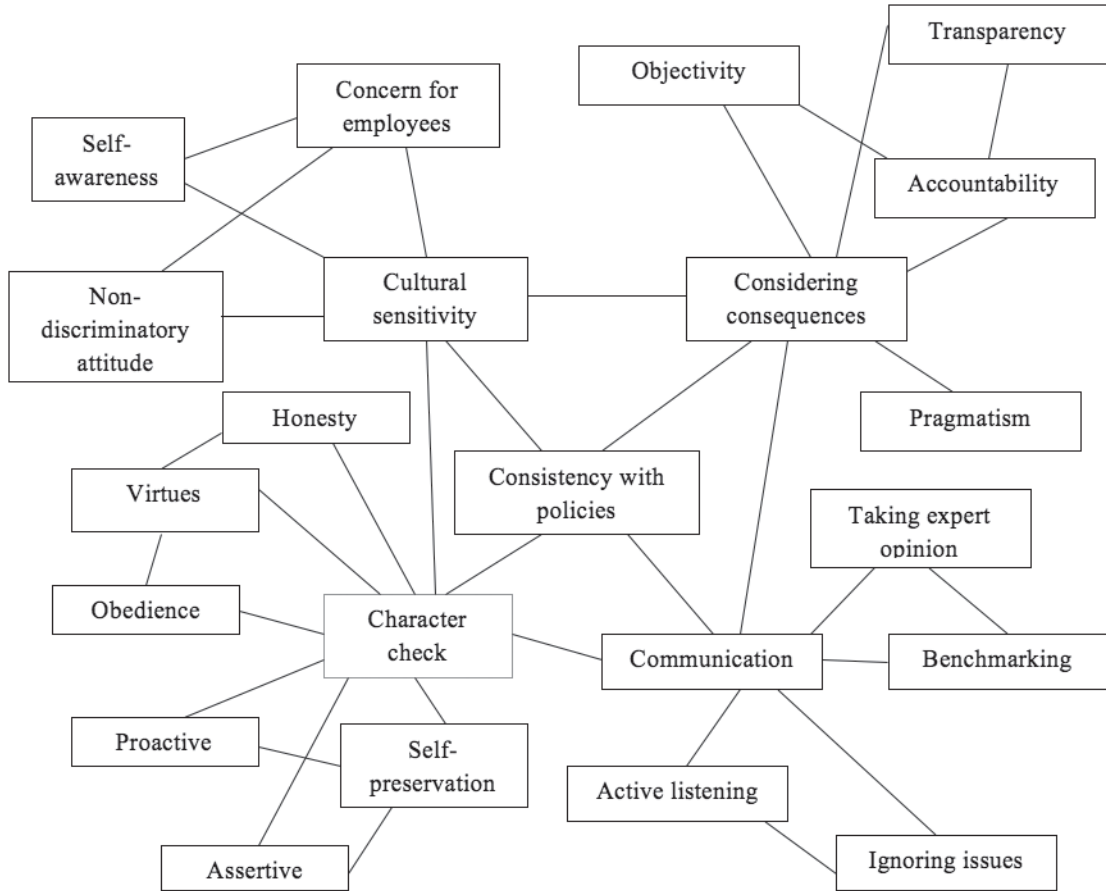 Transparency
Objectivity
Concern for
employees
Self-
awareness
Accountability
Cultural
sensitivity
Considering
consequences
Non-
discriminatory
attitude
Honesty
Pragmatism
Consistency with
policies
Virtues
Taking expert
opinion
Obedience
Character
check
Communication
Benchmarking
Proactive
Self-
preservation
Active listening
Assertive
Ignoring issues